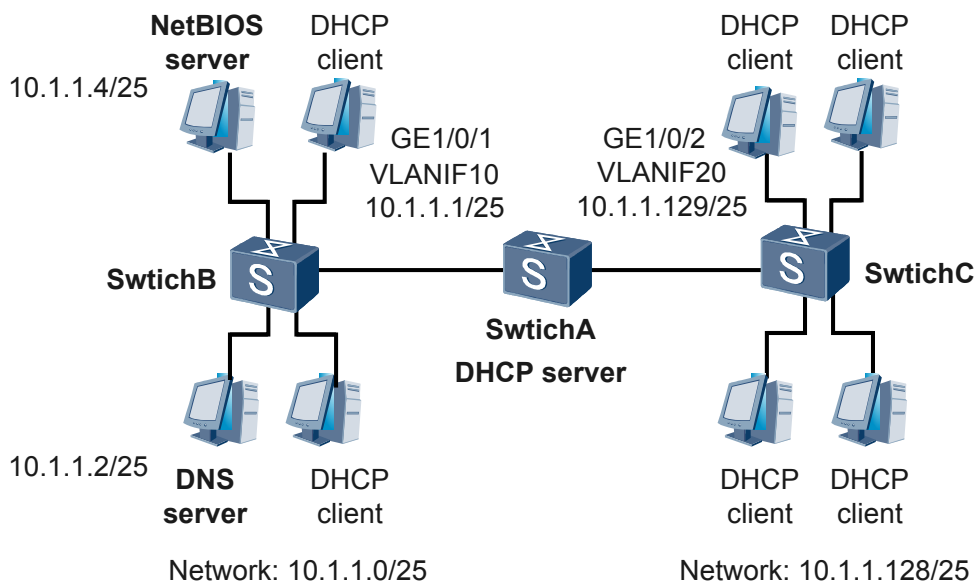 NetBIOS
server
DHCP
client
DHCP
client
DHCP
client
10.1.1.4/25
GE1/0/1
VLANIF10
10.1.1.1/25
GE1/0/2
VLANIF20
10.1.1.129/25
S
S
S
SwtichB
SwtichA
DHCP server
SwtichC
10.1.1.2/25
DNS
server
DHCP
client
DHCP
client
DHCP
client
Network: 10.1.1.0/25
Network: 10.1.1.128/25